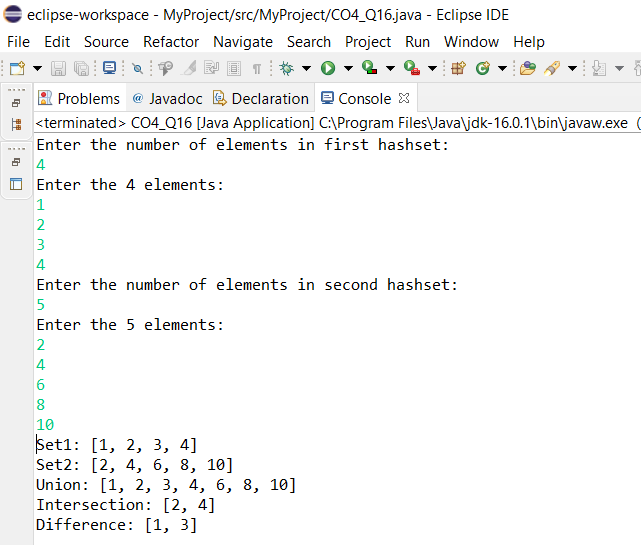 eclipse-workspace - MyProject/src/MyProject/CO4_Q16.java - Eclipse IDE
File Edit Source Refactor Navigate Search Project Run Window Help
Problems @ Javadoc Declaration Console
<terminated> CO4_Q16 [Java Application] C:\Program Files\Java\jdk-16.0.1\bin\javaw.exe (
Enter the number of elements in first hashset:
4
Enter the 4 elements:
1
2
3
4
Enter the number of elements in second hashset:
5
Enter the 5 elements:
2
4
6
8
10
Set1: [1, 2, 3, 4]
Set2: [2, 4, 6, 8, 10]
Union: [1, 2, 3, 4, 6, 8, 10]
Intersection: [2, 4]
Difference: [1, 3]